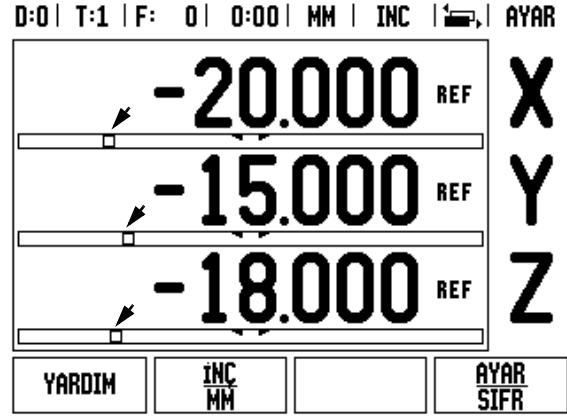 D:0 | T:1 | F: 0 | 0:00 | MM | INC | AYAR
-20.000 REF X
-15.000 REF Y
-18.000 REF Z
YARDIM İNÇ AYAR
MM SIFR